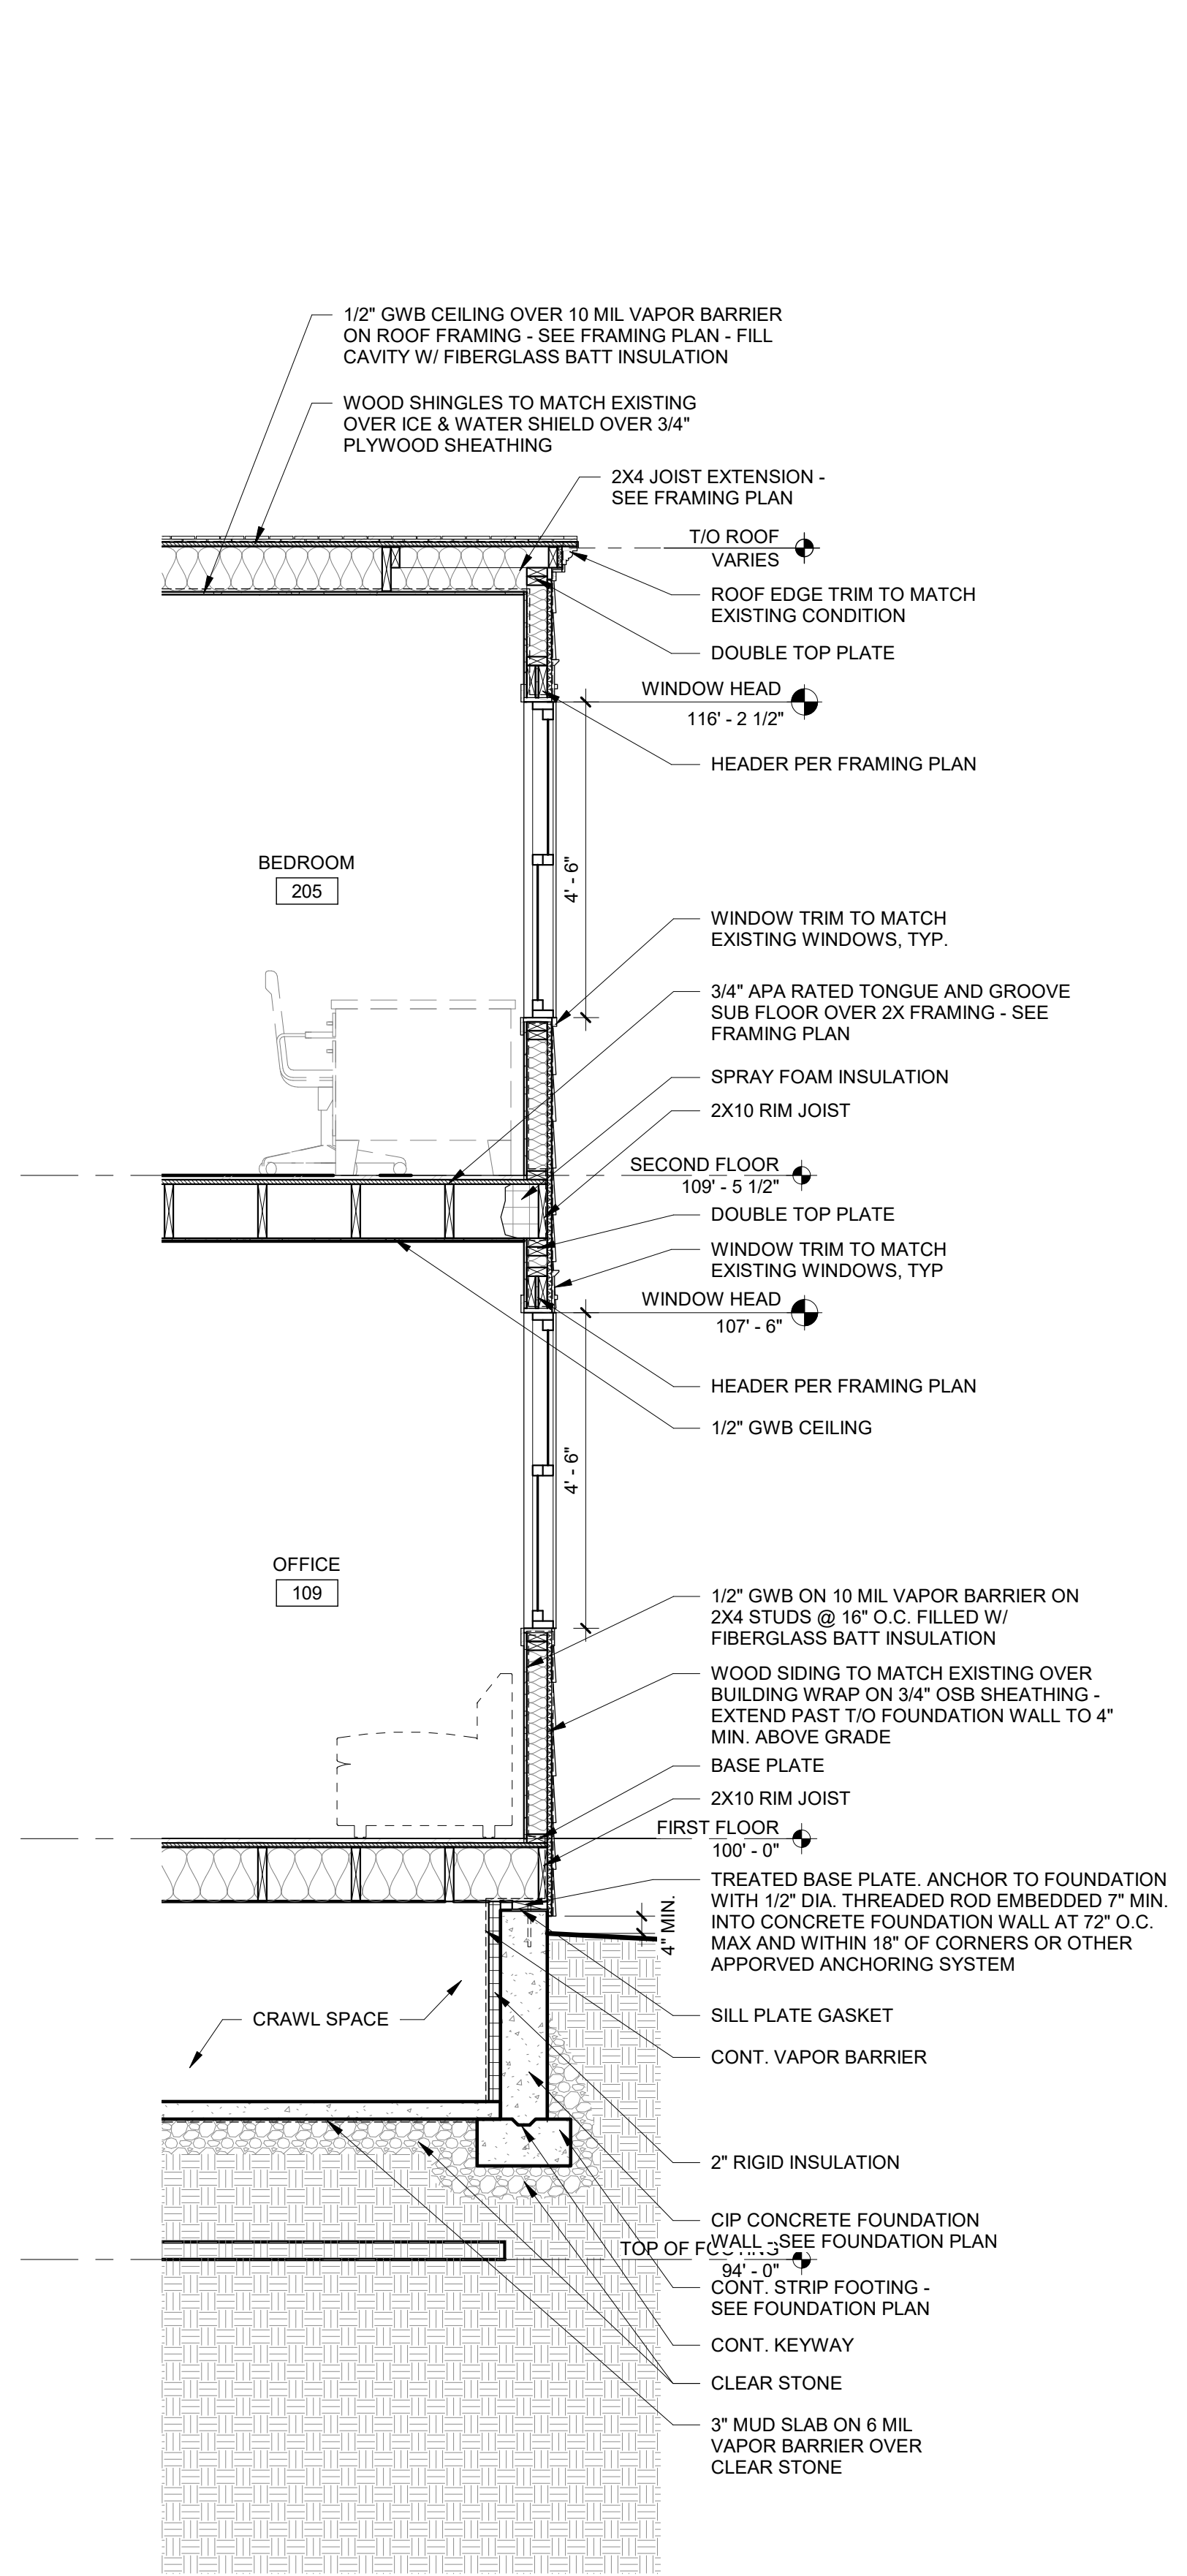 1/2" GWB CEILING OVER 10 MIL VAPOR BARRIER
ON ROOF FRAMING - SEE FRAMING PLAN - FILL
CAVITY W/ FIBERGLASS BATT INSULATION
WOOD SHINGLES TO MATCH EXISTING
OVER ICE & WATER SHIELD OVER 3/4"
PLYWOOD SHEATHING
2X4 JOIST EXTENSION -
SEE FRAMING PLAN
T/O ROOF
VARIES
ROOF EDGE TRIM TO MATCH
EXISTING CONDITION
DOUBLE TOP PLATE
WINDOW HEAD
116' - 2 1/2"
HEADER PER FRAMING PLAN
BEDROOM
205
4' - 6"
WINDOW TRIM TO MATCH
EXISTING WINDOWS, TYP.
3/4" APA RATED TONGUE AND GROOVE
SUB FLOOR OVER 2X FRAMING - SEE
FRAMING PLAN
SPRAY FOAM INSULATION
2X10 RIM JOIST
SECOND FLOOR
109' - 5 1/2"
DOUBLE TOP PLATE
WINDOW TRIM TO MATCH
EXISTING WINDOWS, TYP
WINDOW HEAD
107' - 6"
HEADER PER FRAMING PLAN
1/2" GWB CEILING
4' - 6"
OFFICE
109
1/2" GWB ON 10 MIL VAPOR BARRIER ON
2X4 STUDS @ 16" O.C. FILLED W/
FIBERGLASS BATT INSULATION
WOOD SIDING TO MATCH EXISTING OVER
BUILDING WRAP ON 3/4" OSB SHEATHING -
EXTEND PAST T/O FOUNDATION WALL TO 4"
MIN. ABOVE GRADE
BASE PLATE
2X10 RIM JOIST
FIRST FLOOR
100' - 0"
TREATED BASE PLATE. ANCHOR TO FOUNDATION
WITH 1/2" DIA. THREADED ROD EMBEDDED 7" MIN.
INTO CONCRETE FOUNDATION WALL AT 72" O.C.
MAX AND WITHIN 18" OF CORNERS OR OTHER
APPORVED ANCHORING SYSTEM
4" MIN.
SILL PLATE GASKET
CRAWL SPACE
CONT. VAPOR BARRIER
2" RIGID INSULATION
CIP CONCRETE FOUNDATION
WALL - SEE FOUNDATION PLAN
TOP OF FOOTING
94' - 0"
CONT. STRIP FOOTING -
SEE FOUNDATION PLAN
CONT. KEYWAY
CLEAR STONE
3" MUD SLAB ON 6 MIL
VAPOR BARRIER OVER
CLEAR STONE